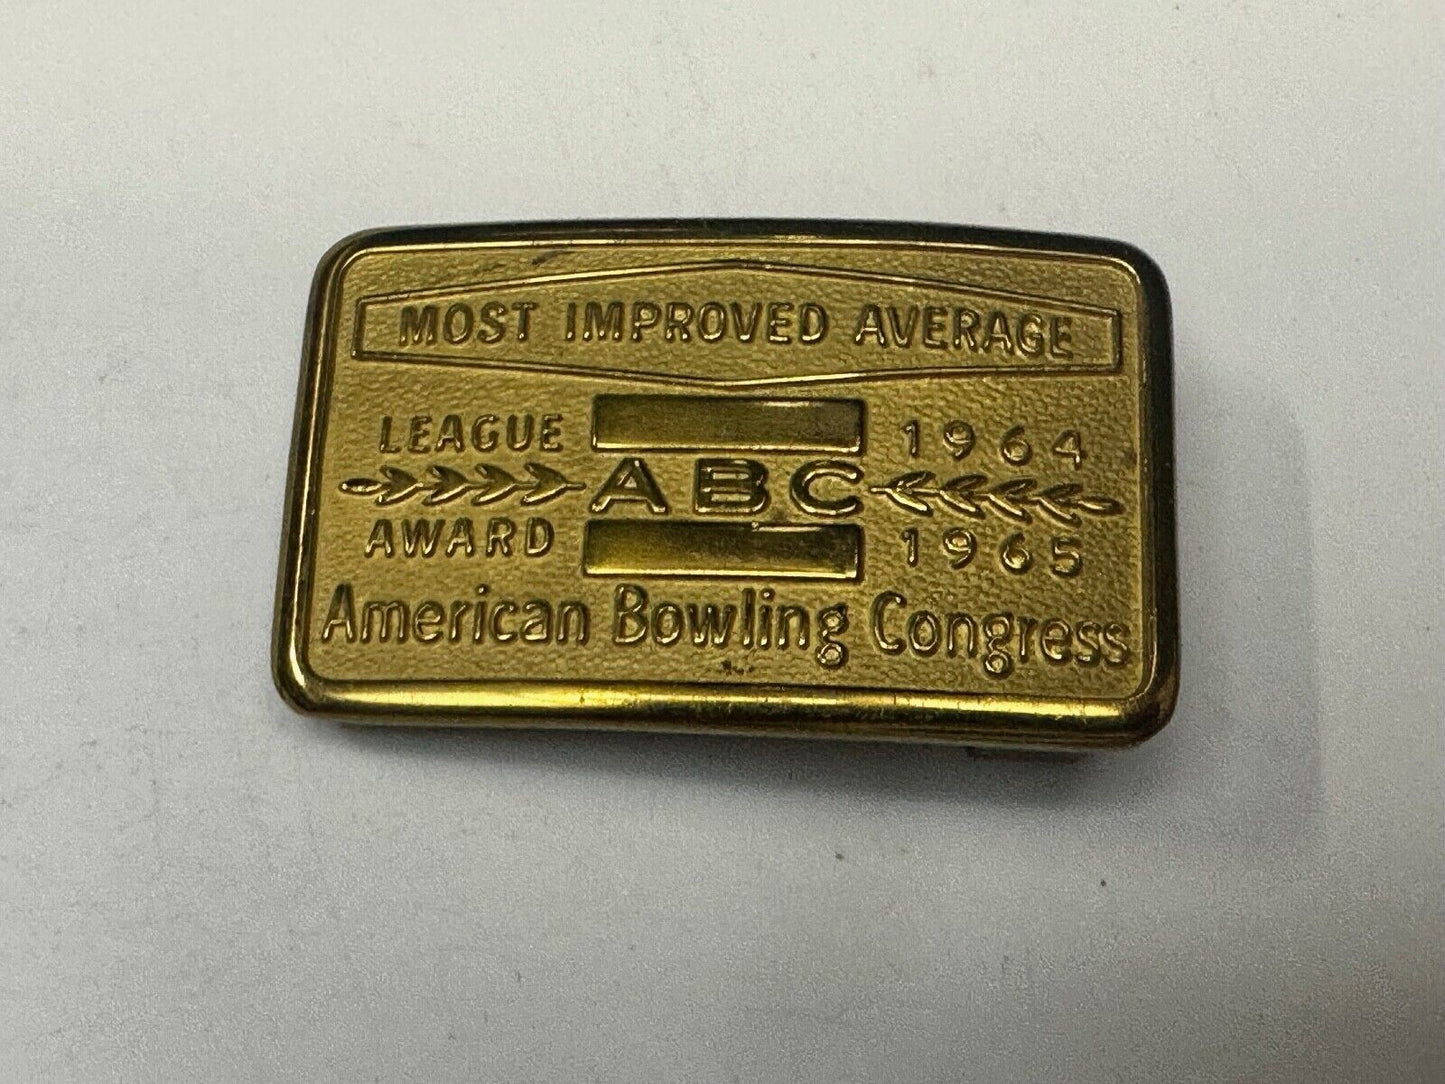 MOST IMPROVED AVERAGE
LEAGUE 1964
ABC
AWARD 1965
American Bowling Congress